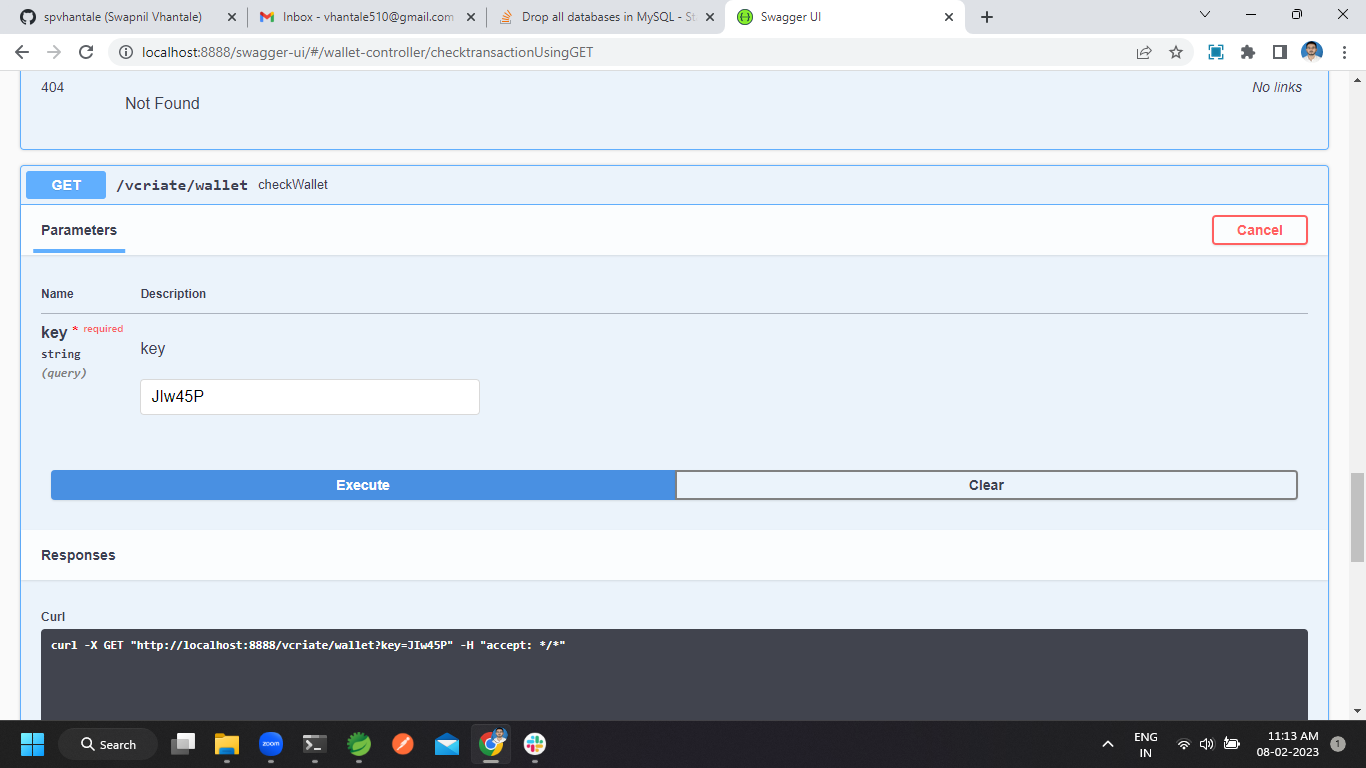 spvhantale (Swapnil Vhantale)
Inbox - vhantale510@gmail.com
Drop all databases in MySQL - St
Swagger UI
localhost:8888/swagger-ui/#/wallet-controller/checktransactionUsingGET
404
No links
Not Found
GET /vcriate/wallet checkWallet
Parameters
Cancel
Name Description
key * required
string
(query)
key
JIw45P
Execute
Clear
Responses
Curl
curl -X GET "http://localhost:8888/vcriate/wallet?key=JIw45P" -H "accept: */*"
Search
zoom
ENG
IN
11:13 AM
08-02-2023
1